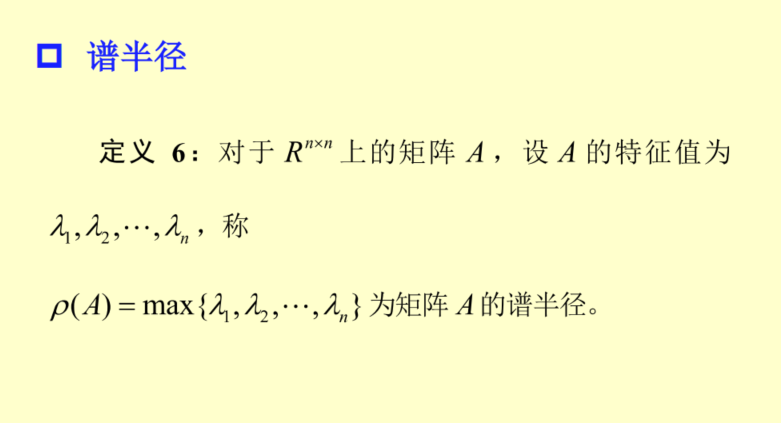 谱半径
定义 6：对于 Rⁿˣⁿ 上的矩阵 A，设 A 的特征值为
λ₁,λ₂,⋯,λₙ，称
ρ(A) = max{λ₁,λ₂,⋯,λₙ} 为矩阵 A 的谱半径。